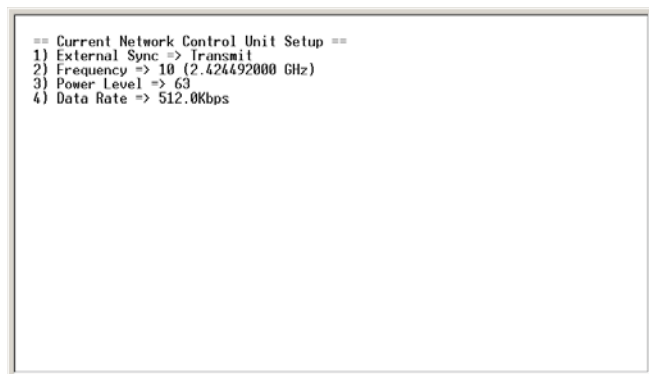 == Current Network Control Unit Setup ==
1) External Sync => Transmit
2) Frequency => 10 (2.424492000 GHz)
3) Power Level => 63
4) Data Rate => 512.0Kbps